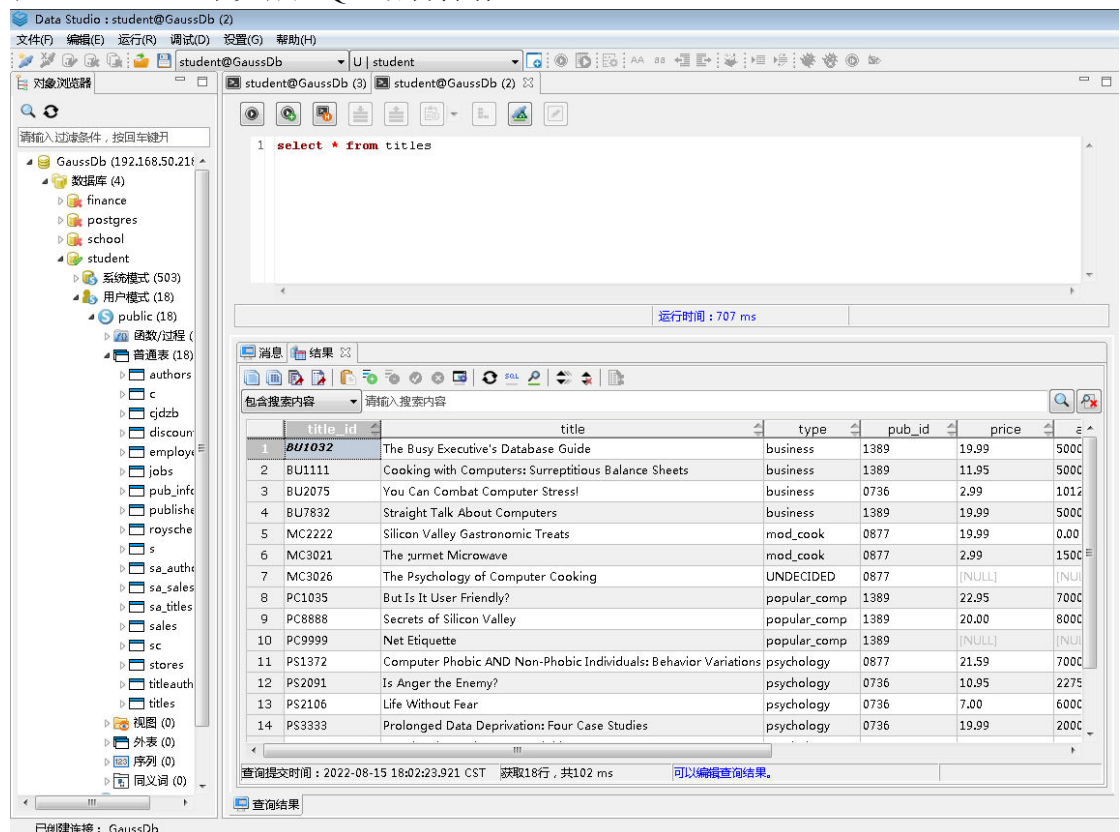 Data Studio : student@GaussDb (2)
文件(F) 编辑(E) 运行(R) 调试(D) 设置(G) 帮助(H)
student@GaussDb U | student
对象浏览器 student@GaussDb (3) student@GaussDb (2)
请输入过滤条件，按回车键开
1 select * from titles
GaussDb (192.168.50.218
数据库 (4)
finance
postgres
school
student
系统模式 (503)
用户模式 (18)
public (18)
函数/过程 (
普通表 (18)
authors
c
cjdzb
discoun
employe
jobs
pub_info
publishe
roysche
s
sa_autho
sa_sales
sa_titles
sales
sc
stores
titleauth
titles
视图 (0)
外表 (0)
序列 (0)
同义词 (0)
运行时间：707 ms
消息 结果
包含搜索内容 请输入搜索内容
title_id title type pub_id price
1 BU1032 The Busy Executive's Database Guide business 1389 19.99 5000
2 BU1111 Cooking with Computers: Surreptitious Balance Sheets business 1389 11.95 5000
3 BU2075 You Can Combat Computer Stress! business 0736 2.99 1012
4 BU7832 Straight Talk About Computers business 1389 19.99 5000
5 MC2222 Silicon Valley Gastronomic Treats mod_cook 0877 19.99 0.00
6 MC3021 The ;urmet Microwave mod_cook 0877 2.99 1500
7 MC3026 The Psychology of Computer Cooking UNDECIDED 0877 [NULL] [NUL
8 PC1035 But Is It User Friendly? popular_comp 1389 22.95 7000
9 PC8888 Secrets of Silicon Valley popular_comp 1389 20.00 8000
10 PC9999 Net Etiquette popular_comp 1389 [NULL] [NUL
11 PS1372 Computer Phobic AND Non-Phobic Individuals: Behavior Variations psychology 0877 21.59 7000
12 PS2091 Is Anger the Enemy? psychology 0736 10.95 2275
13 PS2106 Life Without Fear psychology 0736 7.00 6000
14 PS3333 Prolonged Data Deprivation: Four Case Studies psychology 0736 19.99 2000
查询提交时间：2022-08-15 18:02:23.921 CST 获取18行，共102 ms 可以编辑查询结果。
查询结果
已创建连接： GaussDb